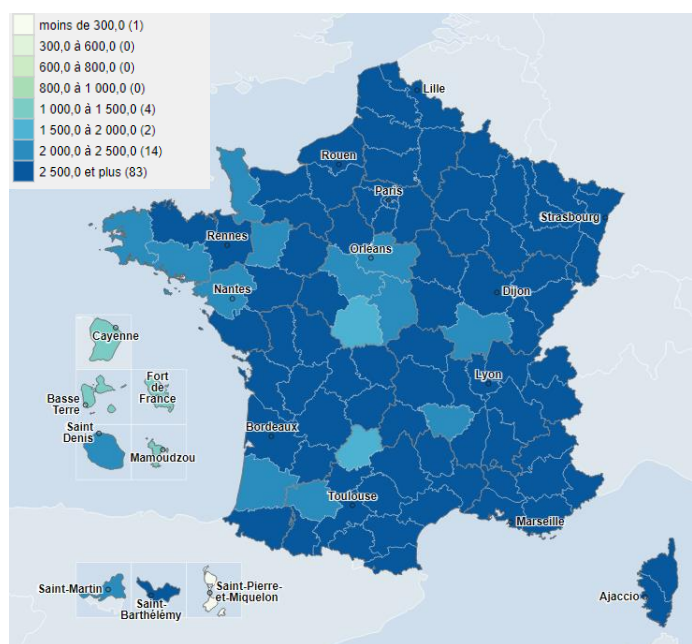 moins de 300,0 (1)
300,0 à 600,0 (0)
600,0 à 800,0 (0)
800,0 à 1 000,0 (0)
1 000,0 à 1 500,0 (4)
1 500,0 à 2 000,0 (2)
2 000,0 à 2 500,0 (14)
2 500,0 et plus (83)
Lille
Rouen
Paris
Strasbourg
Rennes
Orleans
Nantes
Dijon
Cayenne
Lyon
Basse
Terre
Fort
de
France
Bordeaux
Saint
Denis
Mamoudzou
Toulouse
Marseille
Saint-Martin
Saint-
Barthélémy
Saint-Pierre-
et-Miquelon
Ajaccio